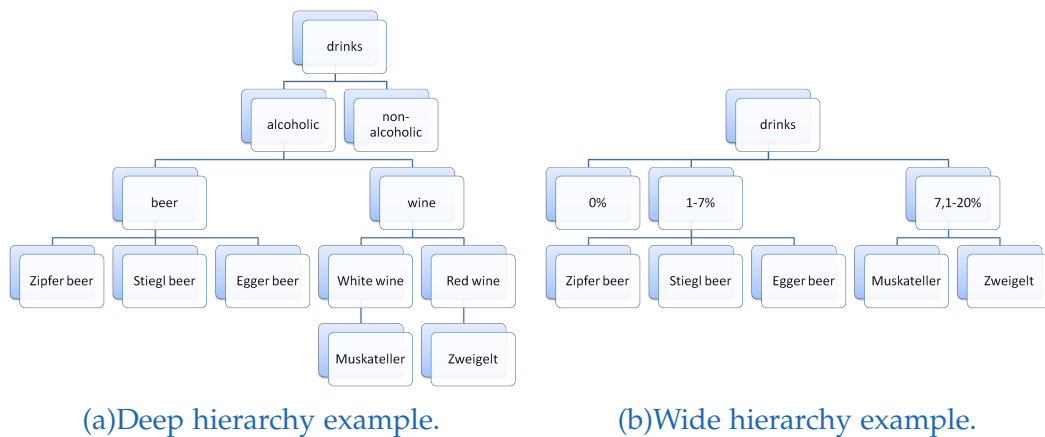 drinks
alcoholic
non-
alcoholic
beer
wine
Zipfer beer
Stiegl beer
Egger beer
White wine
Red wine
Muskateller
Zweigelt
(a)Deep hierarchy example.
drinks
0%
1-7%
7,1-20%
Zipfer beer
Stiegl beer
Egger beer
Muskateller
Zweigelt
(b)Wide hierarchy example.